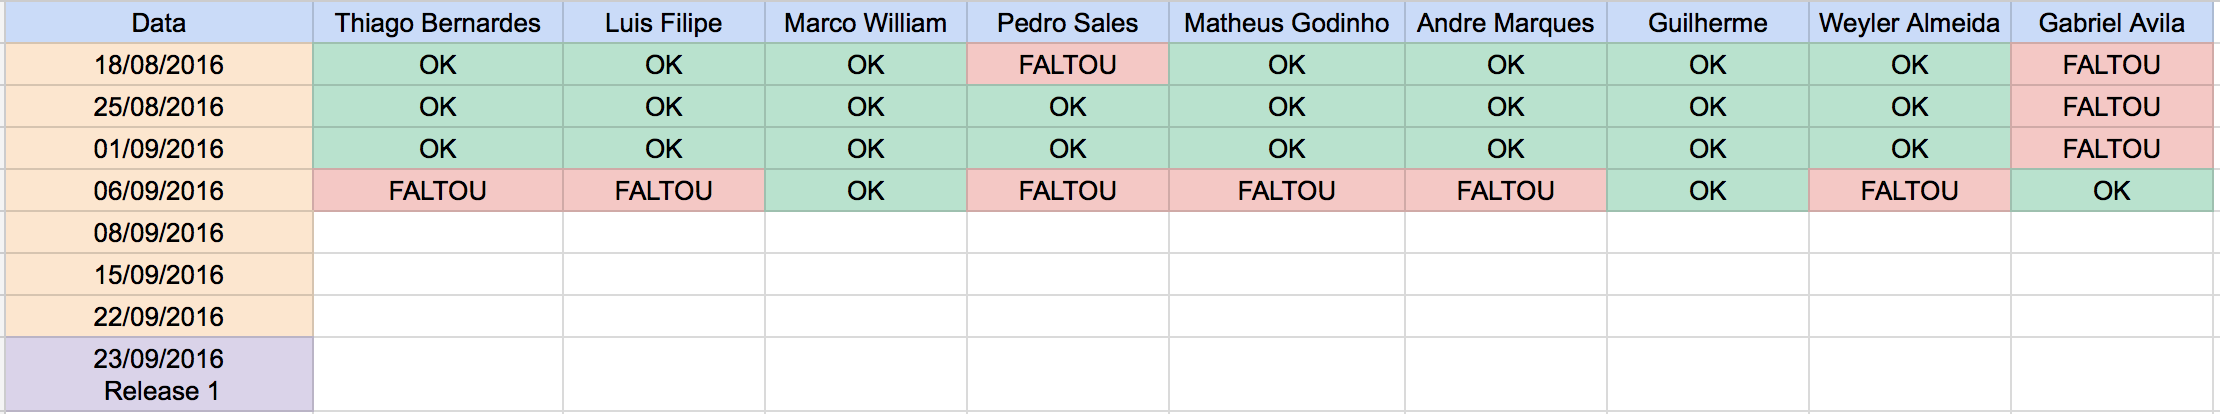 Data Thiago Bernardes Luis Filipe Marco William Pedro Sales Matheus Godinho Andre Marques Guilherme Weyler Almeida Gabriel Avila
18/08/2016 OK OK OK FALTOU OK OK OK OK FALTOU
25/08/2016 OK OK OK OK OK OK OK OK FALTOU
01/09/2016 OK OK OK OK OK OK OK OK FALTOU
06/09/2016 FALTOU FALTOU OK FALTOU FALTOU FALTOU OK FALTOU OK
08/09/2016
15/09/2016
22/09/2016
23/09/2016
Release 1